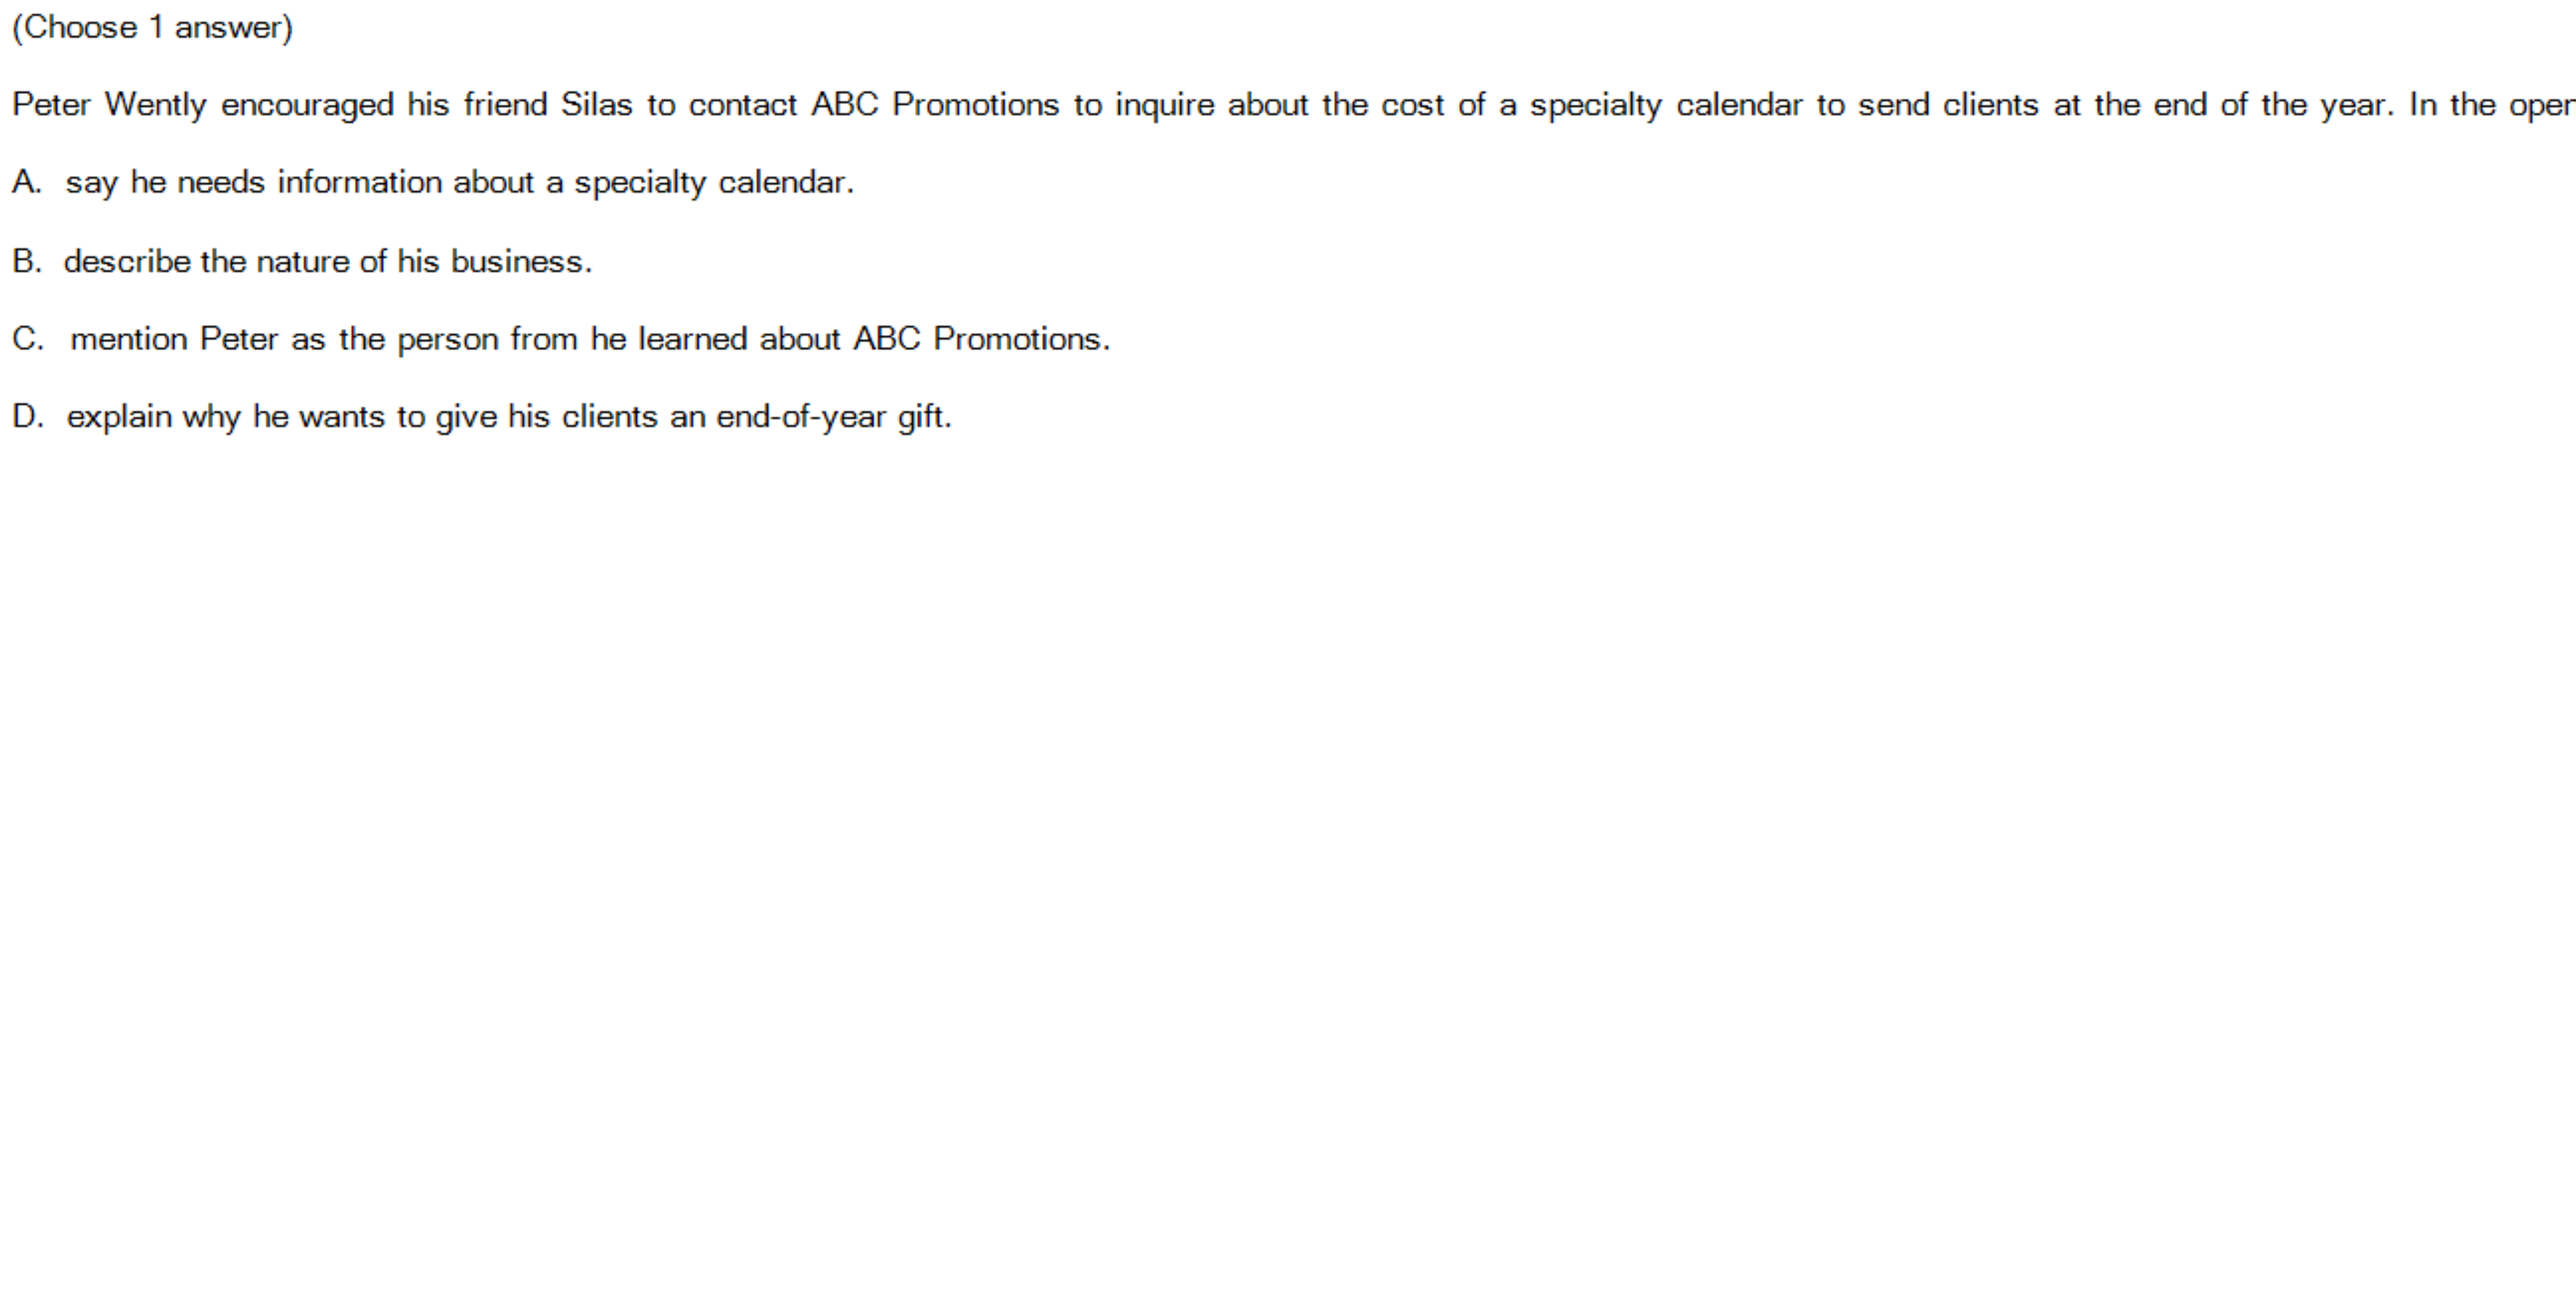 (Choose 1 answer)
Peter Wently encouraged his friend Silas to contact ABC Promotions to inquire about the cost of a specialty calendar to send clients at the end of the year. In the
A. say he needs information about a specialty calendar.
B. describe the nature of his business.
C. mention Peter as the person from he learned about ABC Promotions.
D. explain why he wants to give his clients an end-of-year gift.